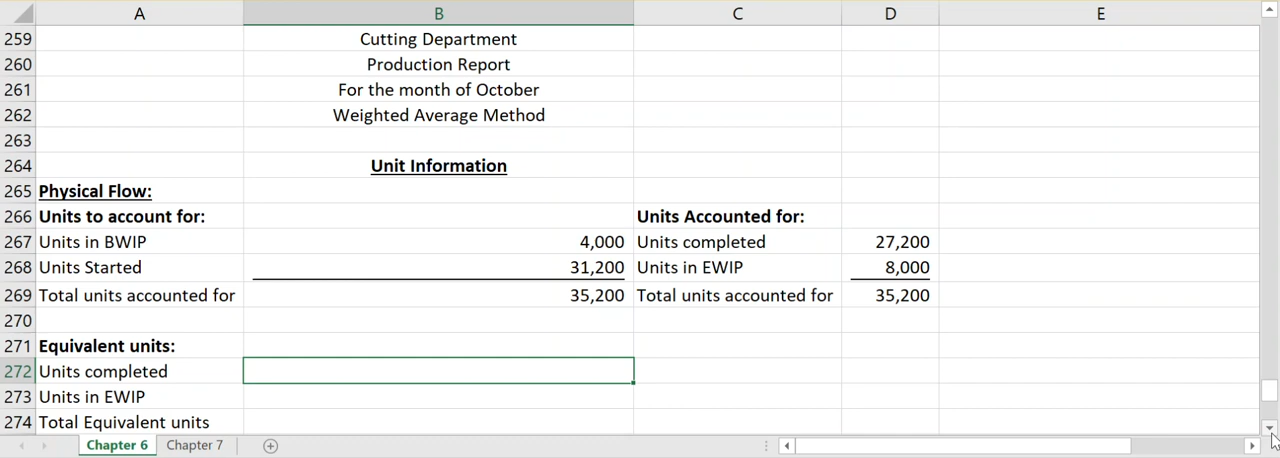 A B C D E
259 Cutting Department
260 Production Report
261 For the month of October
262 Weighted Average Method
263
264 Unit Information
265 Physical Flow:
266 Units to account for: Units Accounted for:
267 Units in BWIP 4,000 Units completed 27,200
268 Units Started 31,200 Units in EWIP 8,000
269 Total units accounted for 35,200 Total units accounted for 35,200
270
271 Equivalent units:
272 Units completed
273 Units in EWIP
274 Total Equivalent units
Chapter 6 Chapter 7